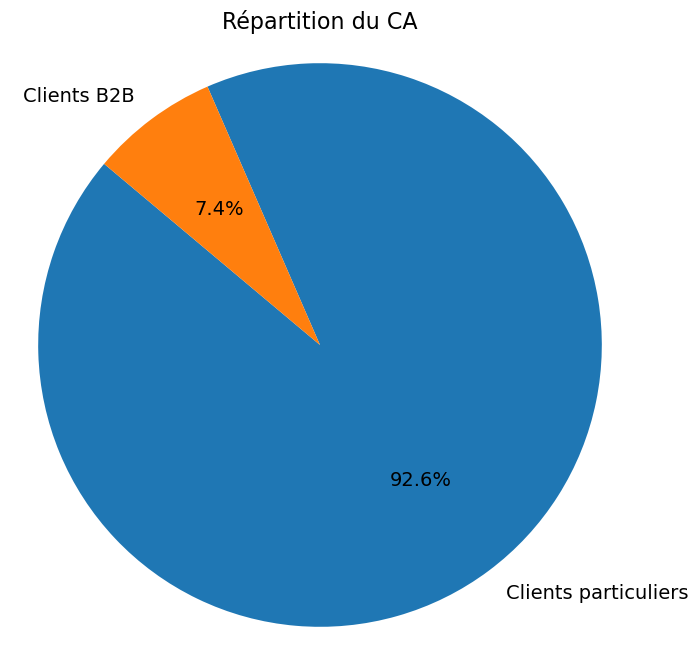 Répartition du CA
Clients B2B
7.4%
92.6%
Clients particuliers